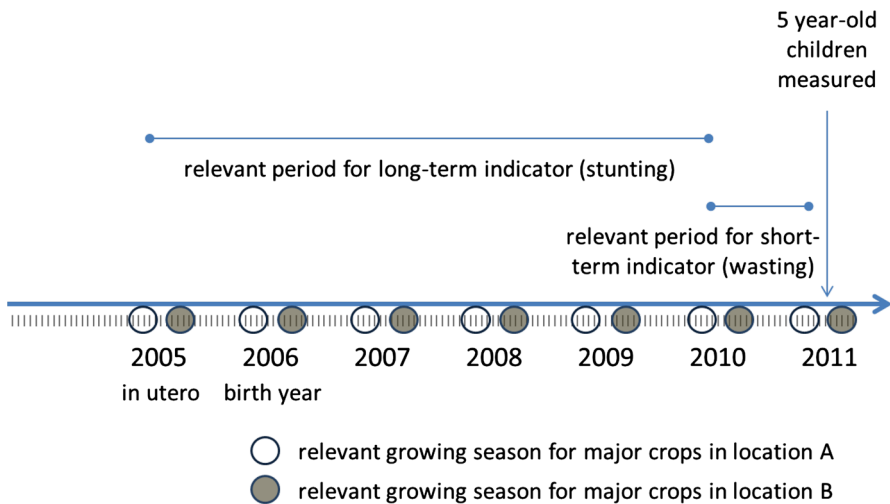 5 year-old
children
measured
relevant period for long-term indicator (stunting)
relevant period for short-
term indicator (wasting)
2005 2006 2007 2008 2009 2010 2011
in utero birth year
relevant growing season for major crops in location A
relevant growing season for major crops in location B